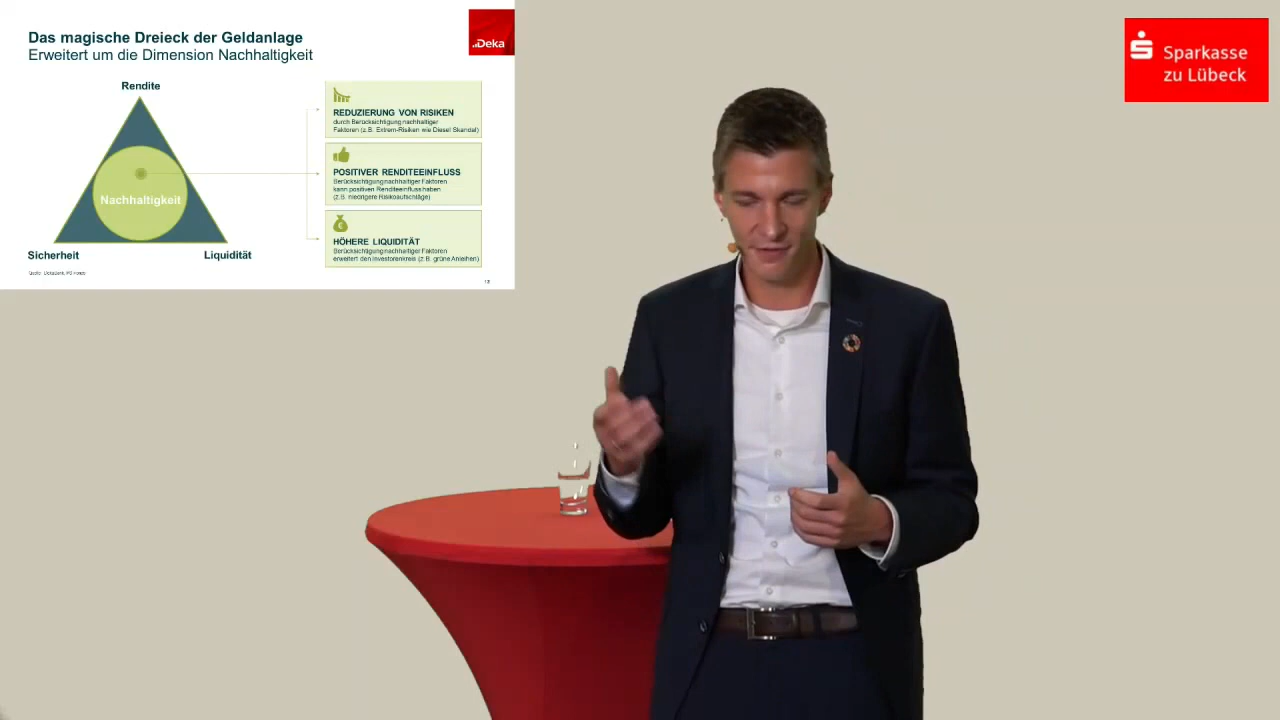 Das magische Dreieck der Geldanlage
Erweitert um die Dimension Nachhaltigkeit
.Deka
Rendite
Nachhaltigkeit
Sicherheit
Liquidität
REDUZIERUNG VON RISIKEN
durch Berücksichtigung nachhaltiger
Faktoren (z.B. Extrem-Risiken wie Diesel Skandal)
POSITIVER RENDITEEINFLUSS
Berücksichtigung nachhaltiger Faktoren
kann positiven Renditeeinfluss haben
(z.B. niedrigere Risikoaufschläge)
HÖHERE LIQUIDITÄT
Berücksichtigung nachhaltiger Faktoren
erweitert den Investorenkreis (z.B. grüne Anleihen)
Sparkasse
zu Lübeck